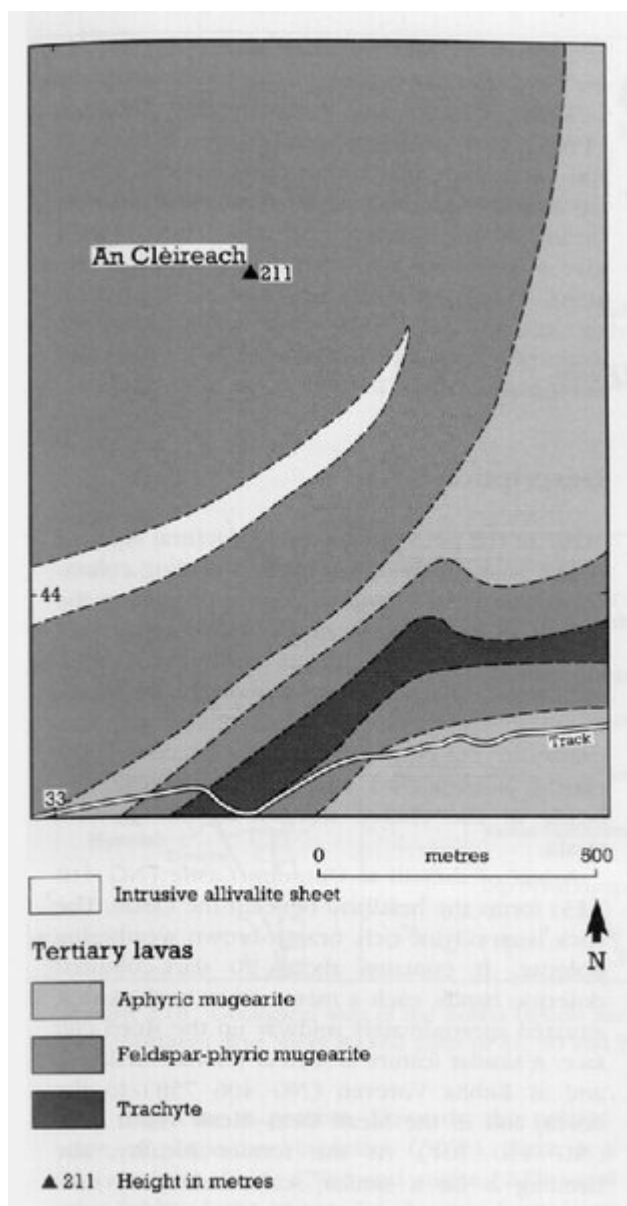 An Clèireach
▲211
44
33
Track
0 metres 500
Intrusive allivalite sheet
N
Tertiary lavas
Aphyric mugearite
Feldspar-phyric mugearite
Trachyte
▲ 211 Height in metres